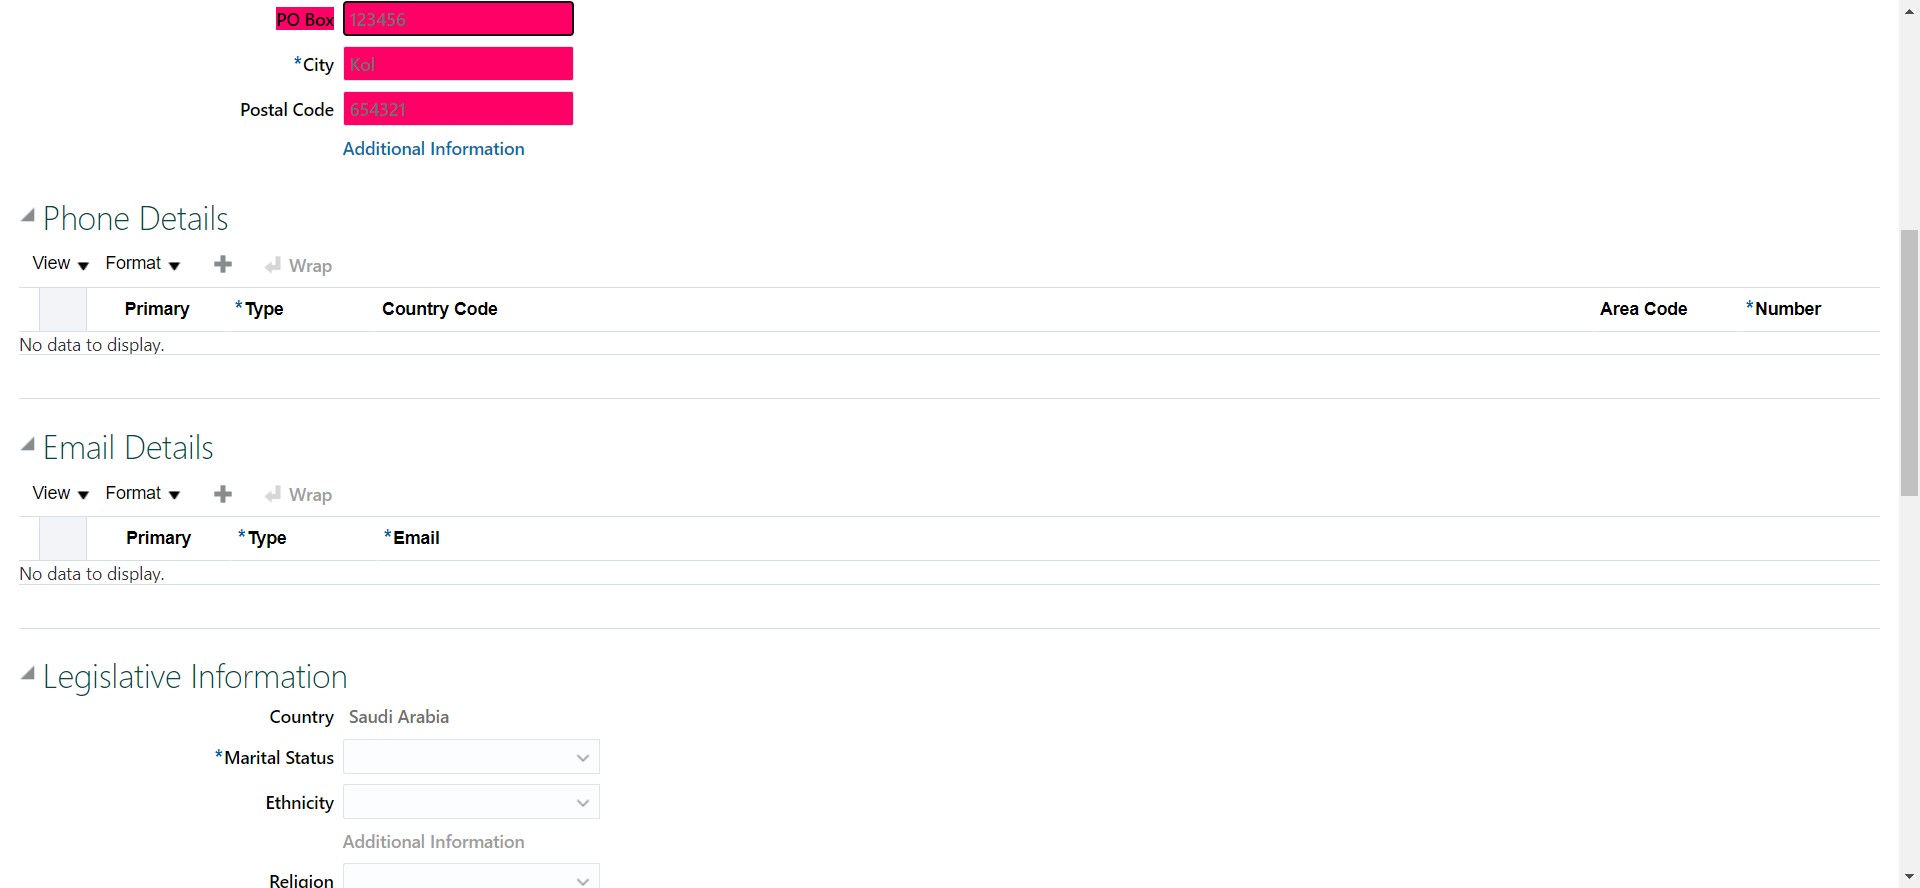 PO Box 123456
*City Kol
Postal Code 654321
Additional Information
Phone Details
View Format Wrap
Primary *Type Country Code Area Code *Number
No data to display.
Email Details
View Format Wrap
Primary *Type *Email
No data to display.
Legislative Information
Country Saudi Arabia
*Marital Status
Ethnicity
Additional Information
Religion